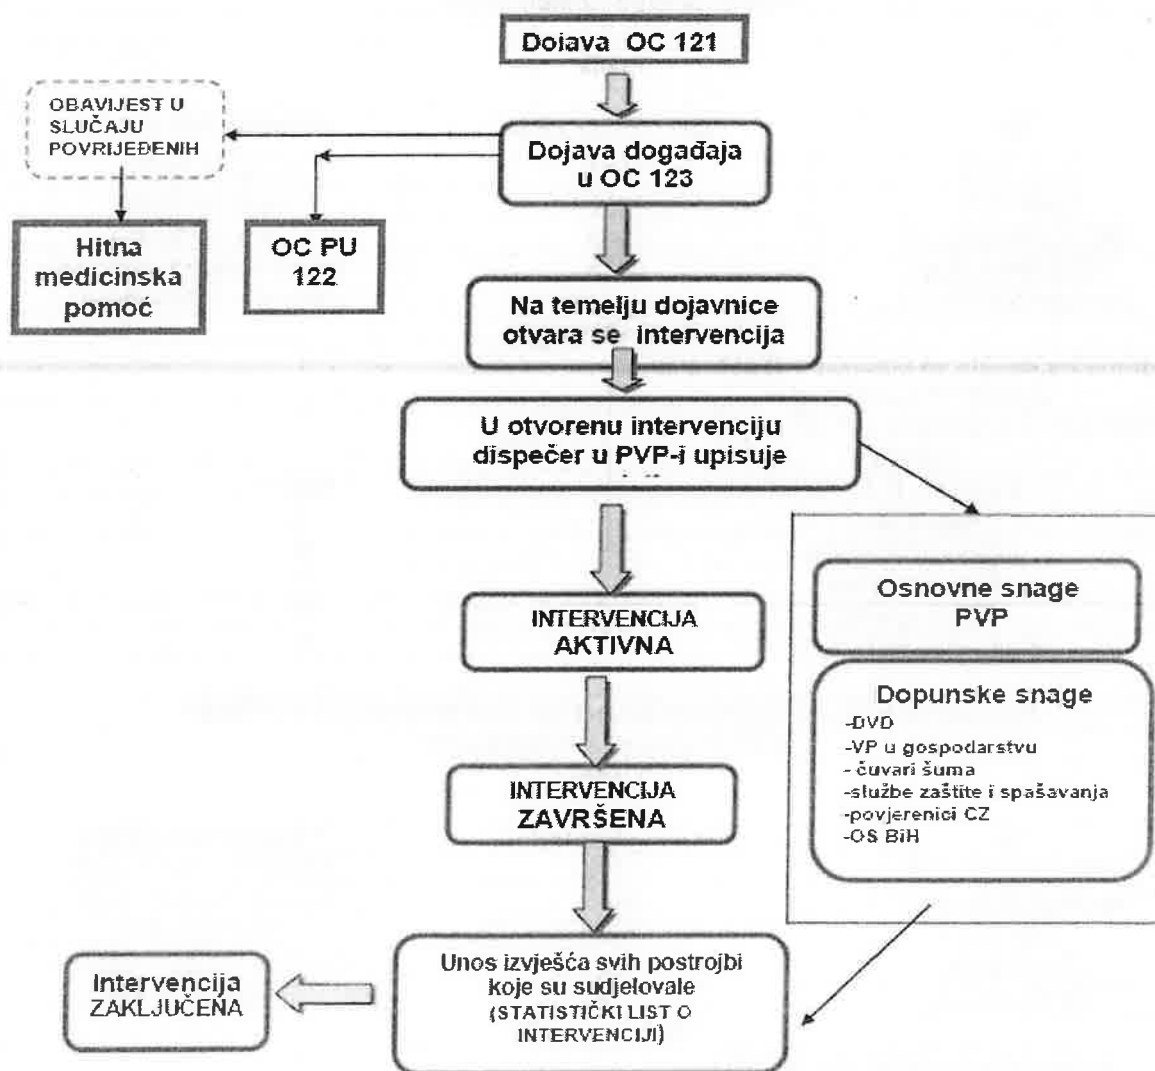 Dojava OC 121
OBAVIJEST U
SLUČAJU
POVRIJEĐENIH
Dojava događaja
u OC 123
Hitna
medicinska
pomoć
OC PU
122
Na temelju dojavnice
otvara se intervencija
U otvorenu intervenciju
dispečer u PVP-i upisuje
Osnovne snage
PVP
INTERVENCIJA
AKTIVNA
Dopunske snage
-DVD
-VP u gospodarstvu
- čuvari šuma
-službe zaštite i spašavanja
-povjerenici CZ
-OS BiH
INTERVENCIJA
ZAVRŠENA
Unos izvješća svih postrojbi
koje su sudjelovale
(STATISTIČKI LIST O
INTERVENCIJI)
Intervencija
ZAKLJUČENA